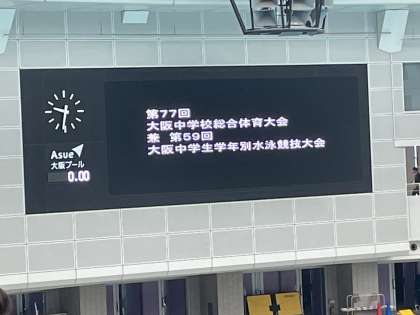 第77回
大阪中学校総合体育大会
兼 第59回
大阪中学生学年別水泳競技大会
Asue
大阪プール
0.00